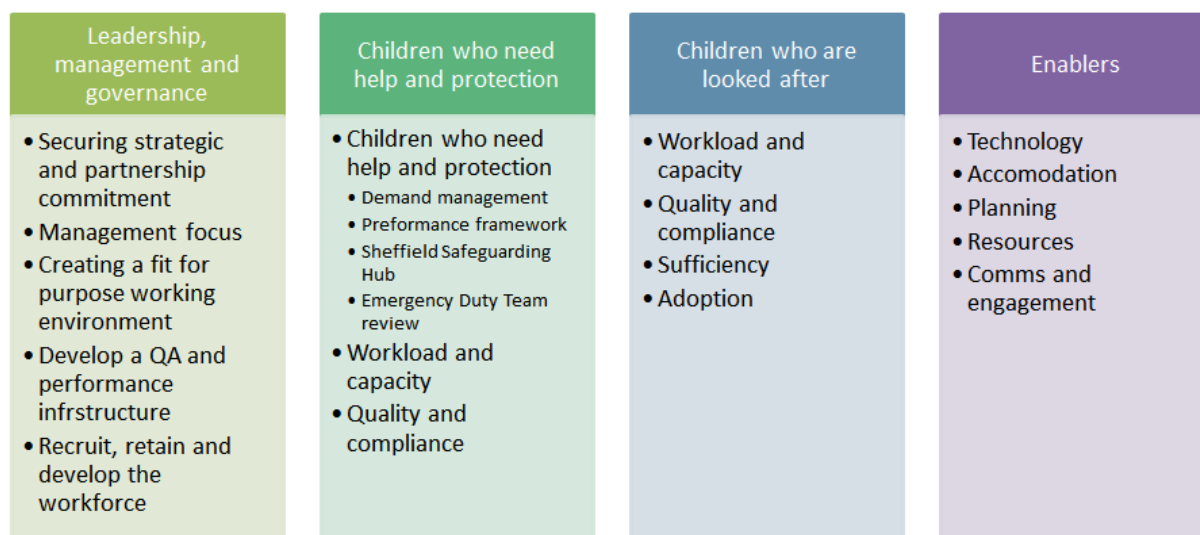 Leadership,
management and
governance
• Securing strategic
and partnership
commitment
• Management focus
• Creating a fit for
purpose working
environment
• Develop a QA and
performance
infrstructure
• Recruit, retain and
develop the
workforce
Children who need
help and protection
• Children who need
help and protection
• Demand management
• Preformance framework
• Sheffield Safeguarding
Hub
• Emergency Duty Team
review
• Workload and
capacity
• Quality and
compliance
Children who are
looked after
• Workload and
capacity
• Quality and
compliance
• Sufficiency
• Adoption
Enablers
• Technology
• Accomodation
• Planning
• Resources
• Comms and
engagement